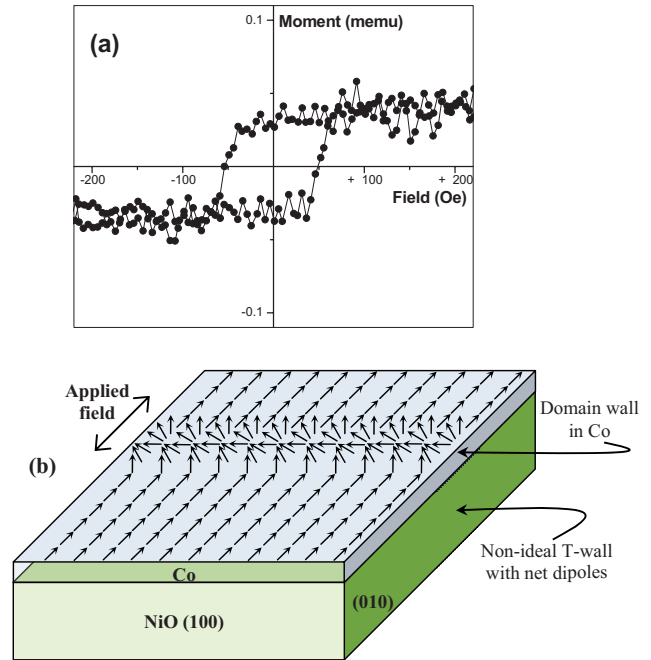 0.1
Moment (memu)
(a)
-200
-100
+ 100
+ 200
Field (Oe)
-0.1
Applied
field
(b)
Domain wall
in Co
Non-ideal T-wall
with net dipoles
Co
(010)
NiO (100)